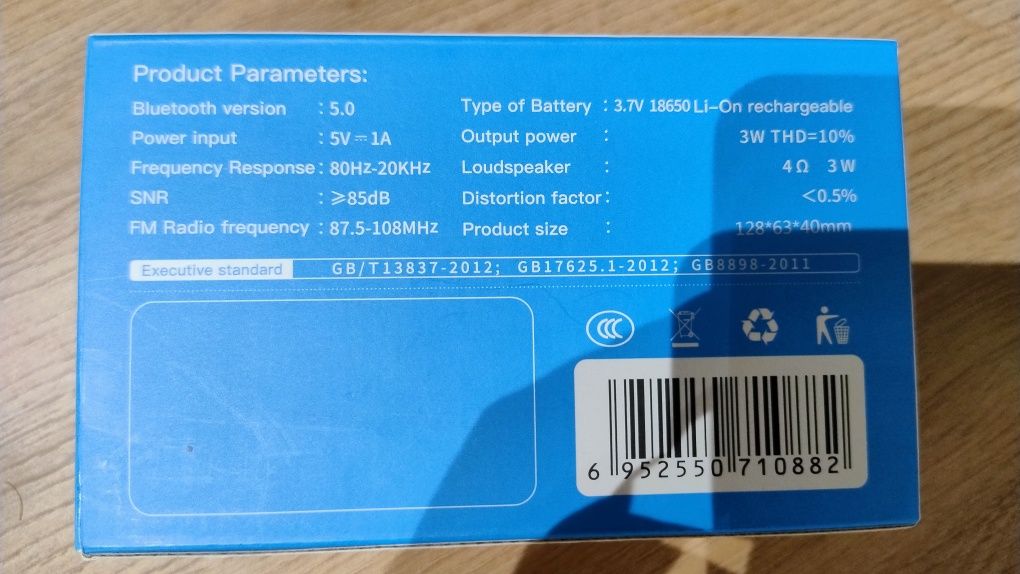 Product Parameters:
Bluetooth version : 5.0
Power input : 5V⎓1A
Frequency Response : 80Hz-20KHz
SNR : ≥85dB
FM Radio frequency : 87.5-108MHz
Type of Battery : 3.7V 18650 Li-On rechargeable
Output power : 3W THD=10%
Loudspeaker : 4Ω 3W
Distortion factor : <0.5%
Product size : 128*63*40mm
Executive standard GB/T13837-2012; GB17625.1-2012; GB8898-2011
CCC
6 952550 710882